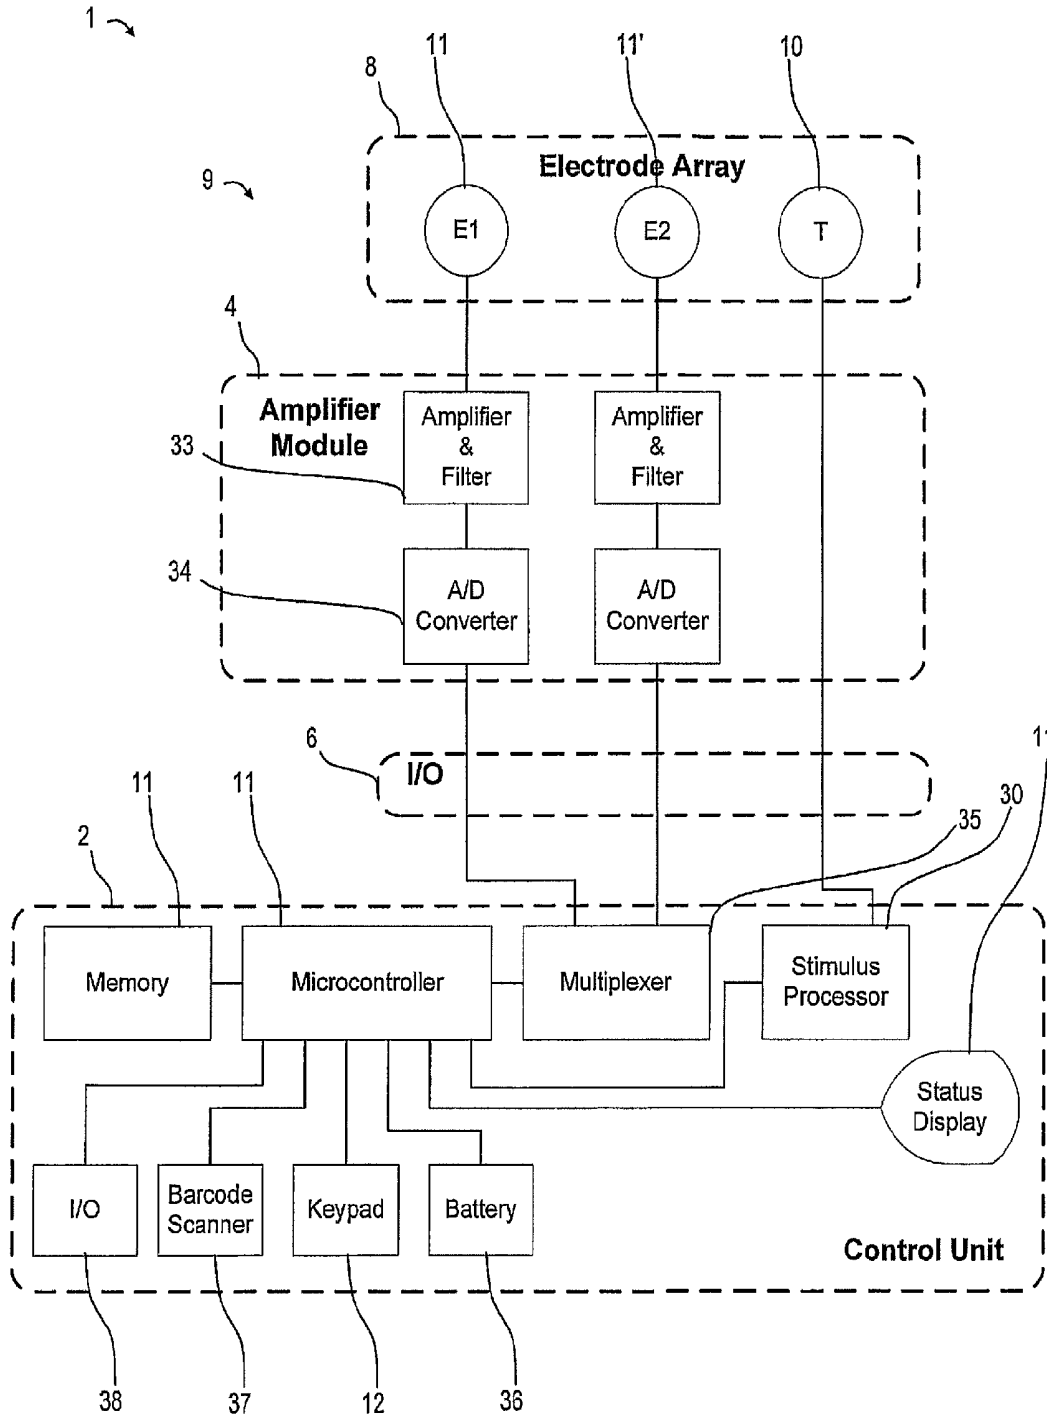 1
11
11'
10
8
Electrode Array
9
E1
E2
T
4
Amplifier
Module
Amplifier
&
Filter
Amplifier
&
Filter
33
34
A/D
Converter
A/D
Converter
6
I/O
11
11
11
30
35
2
Memory
Microcontroller
Multiplexer
Stimulus
Processor
Status
Display
I/O
Barcode
Scanner
Keypad
Battery
Control Unit
38
37
12
36